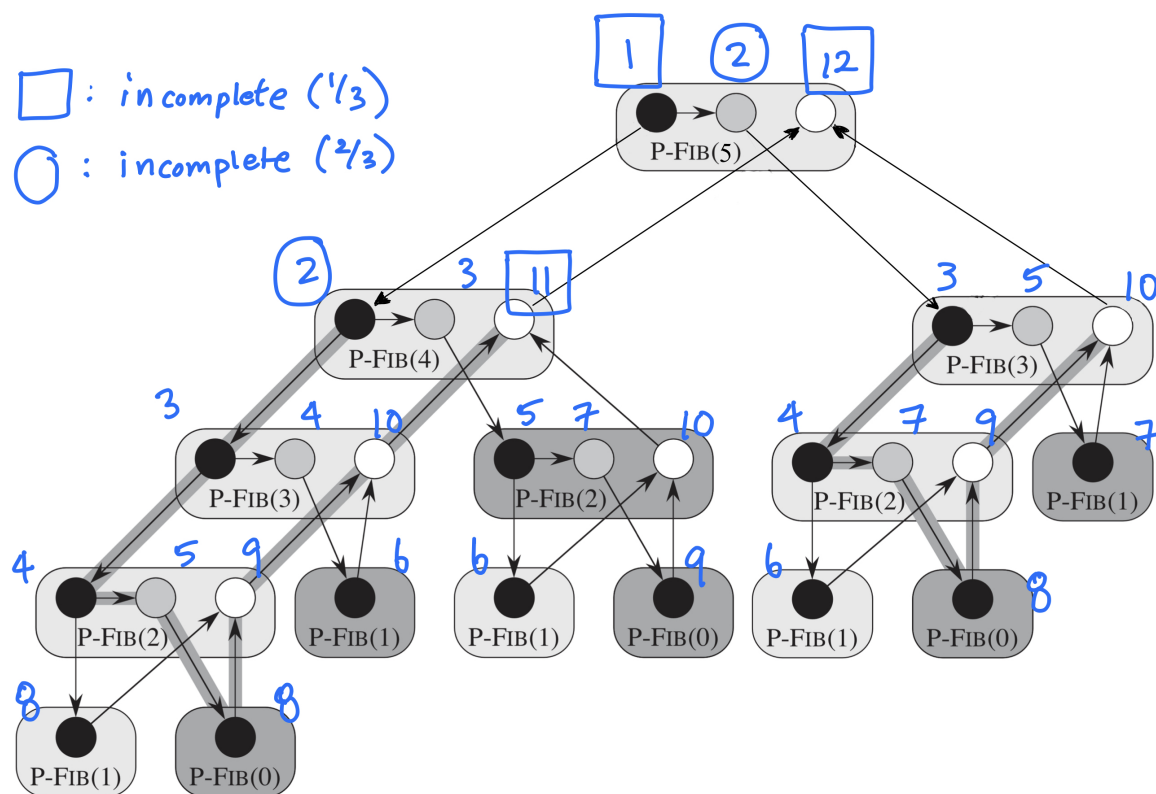 1 2 12
□ : incomplete (1/3)
○ : incomplete (2/3)
P-FIB(5)
2 3 11 3 5 10
P-FIB(4) P-FIB(3)
3 4 10 5 7 10 4 7 9 7
P-FIB(3) P-FIB(2) P-FIB(2) P-FIB(1)
4 5 9 6 6 9 6 8
P-FIB(2) P-FIB(1) P-FIB(1) P-FIB(0) P-FIB(1) P-FIB(0)
8 8
P-FIB(1) P-FIB(0)